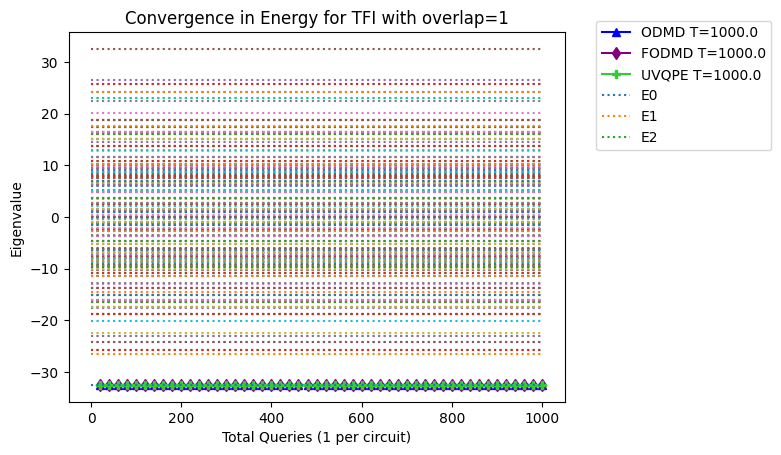 Convergence in Energy for TFI with overlap=1
ODMD T=1000.0
FODMD T=1000.0
UVQPE T=1000.0
E0
E1
E2
Eigenvalue
30
20
10
0
−10
−20
−30
0
200
400
600
800
1000
Total Queries (1 per circuit)